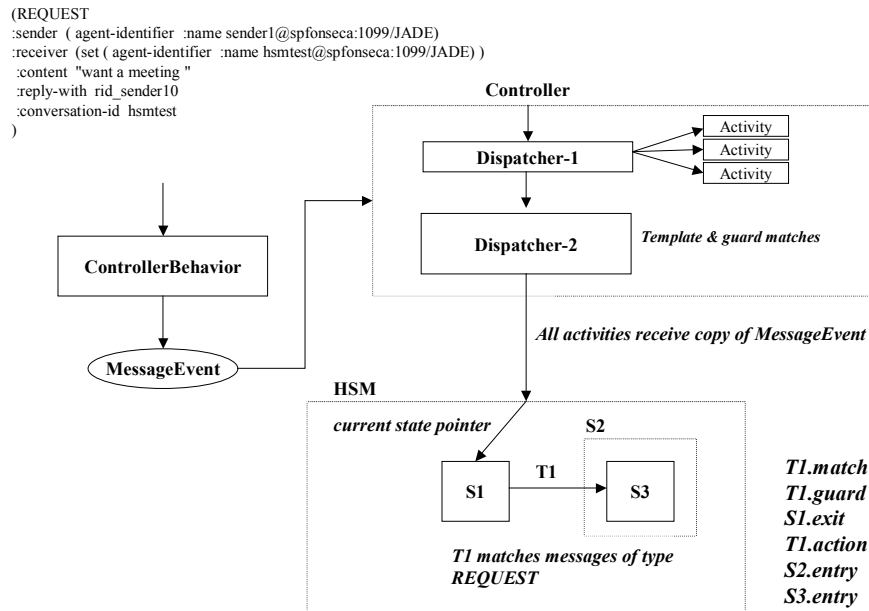 (REQUEST
:sender ( agent-identifier :name sender1@spfonseca:1099/JADE)
:receiver (set ( agent-identifier :name hsmtest@spfonseca:1099/JADE) )
:content "want a meeting "
:reply-with rid_sender10
:conversation-id hsmtest
)
Controller
Dispatcher-1
Activity
Activity
Activity
Dispatcher-2
Template & guard matches
ControllerBehavior
MessageEvent
All activities receive copy of MessageEvent
HSM
current state pointer
S2
S1
T1
S3
T1 matches messages of type
REQUEST
T1.match
T1.guard
S1.exit
T1.action
S2.entry
S3.entry